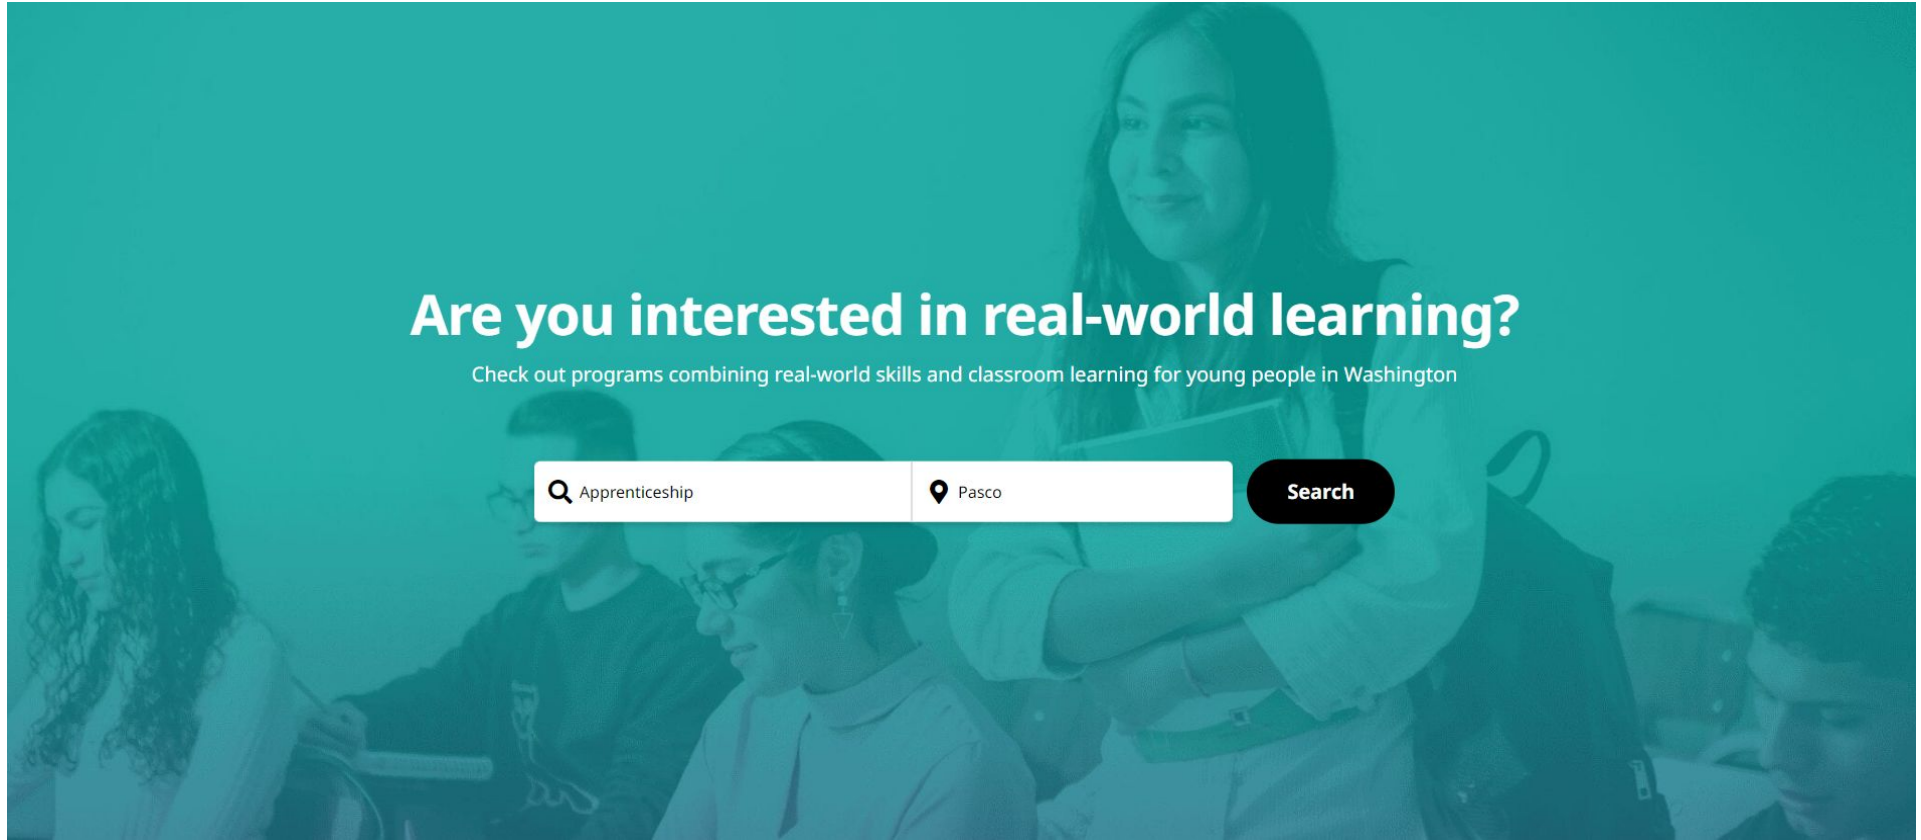 Are you interested in real-world learning?
Check out programs combining real-world skills and classroom learning for young people in Washington
Apprenticeship
Pasco
Search